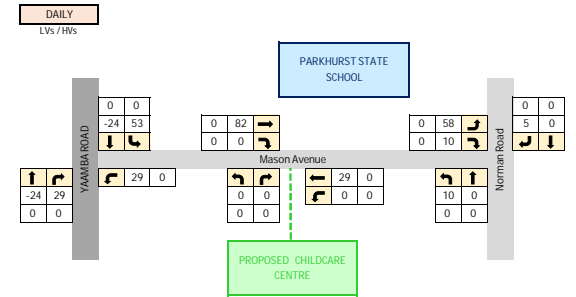 DAILY
LVs / HVs
PARKHURST STATE
SCHOOL
0 0
-24 53
0 82
0 0
0 58
0 10
0 0
5 0
YAAMBA ROAD
Mason Avenue
Norman Road
29 0
-24 29
0 0
0 0
0 0
29 0
0 0
10 0
0 0
PROPOSED CHILDCARE
CENTRE